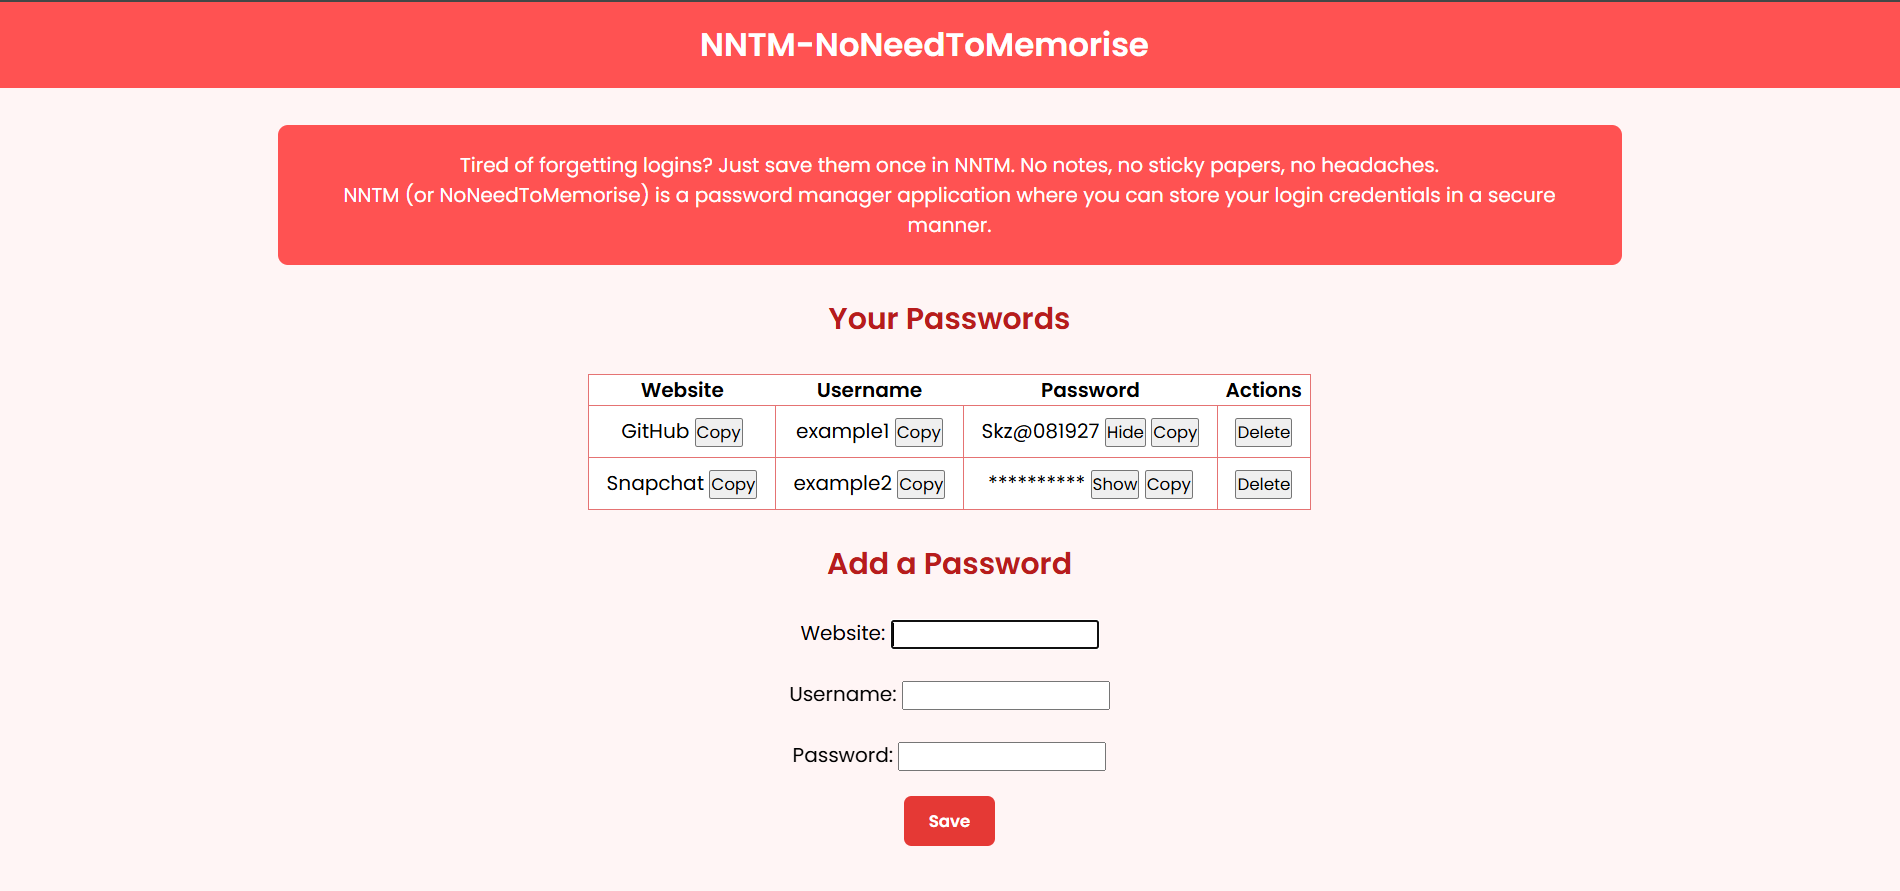 NNTM-NoNeedToMemorise
Tired of forgetting logins? Just save them once in NNTM. No notes, no sticky papers, no headaches.
NNTM (or NoNeedToMemorise) is a password manager application where you can store your login credentials in a secure
manner.
Your Passwords
Website Username Password Actions
GitHub Copy example1 Copy Skz@081927 Hide Copy Delete
Snapchat Copy example2 Copy ********** Show Copy Delete
Add a Password
Website:
Username:
Password:
Save